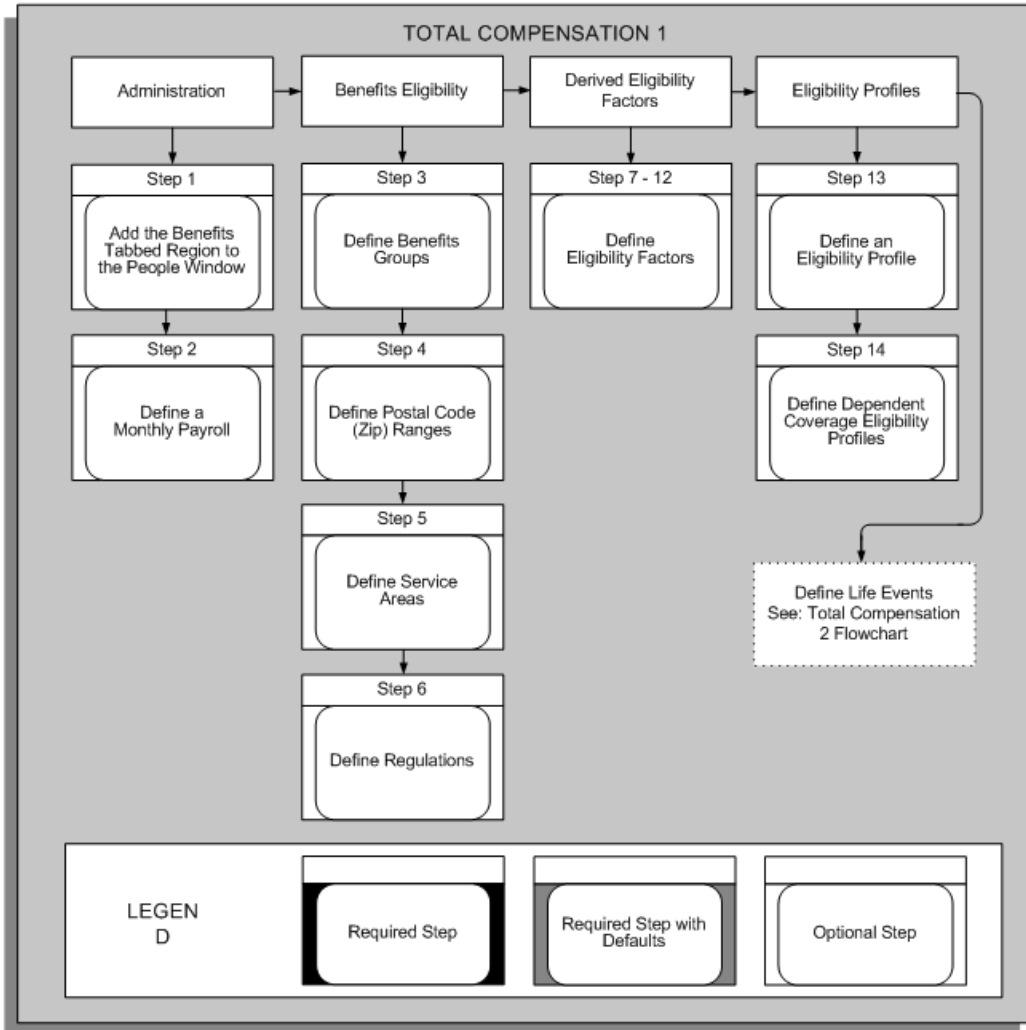 TOTAL COMPENSATION 1
Administration
Benefits Eligibility
Derived Eligibility
Factors
Eligibility Profiles
Step 1
Add the Benefits
Tabbed Region to
the People Window
Step 2
Define a
Monthly Payroll
Step 3
Define Benefits
Groups
Step 4
Define Postal Code
(Zip) Ranges
Step 5
Define Service
Areas
Step 6
Define Regulations
Step 7 - 12
Define
Eligibility Factors
Step 13
Define an
Eligibility Profile
Step 14
Define Dependent
Coverage Eligibility
Profiles
Define Life Events
See: Total Compensation
2 Flowchart
LEGEN
D
Required Step
Required Step with
Defaults
Optional Step